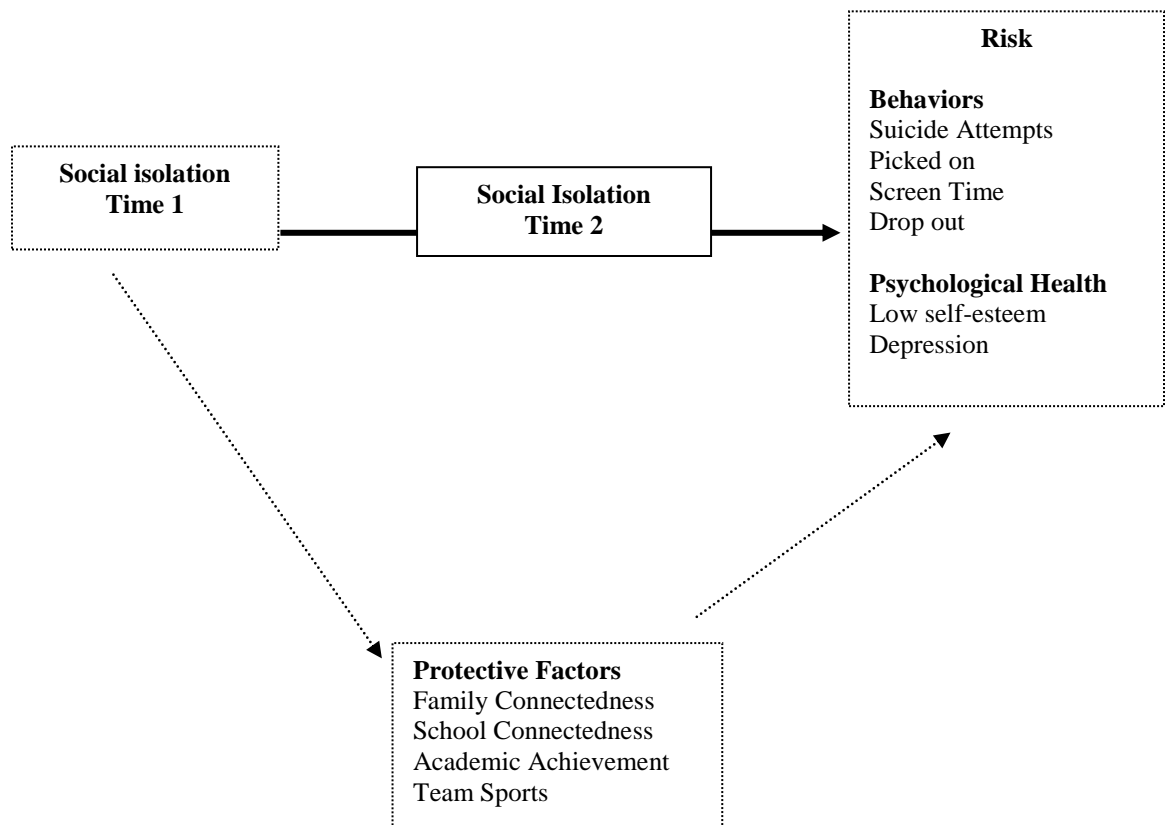 Risk
Behaviors
Suicide Attempts
Picked on
Screen Time
Drop out
Psychological Health
Low self-esteem
Depression
Social isolation
Time 1
Social Isolation
Time 2
Protective Factors
Family Connectedness
School Connectedness
Academic Achievement
Team Sports